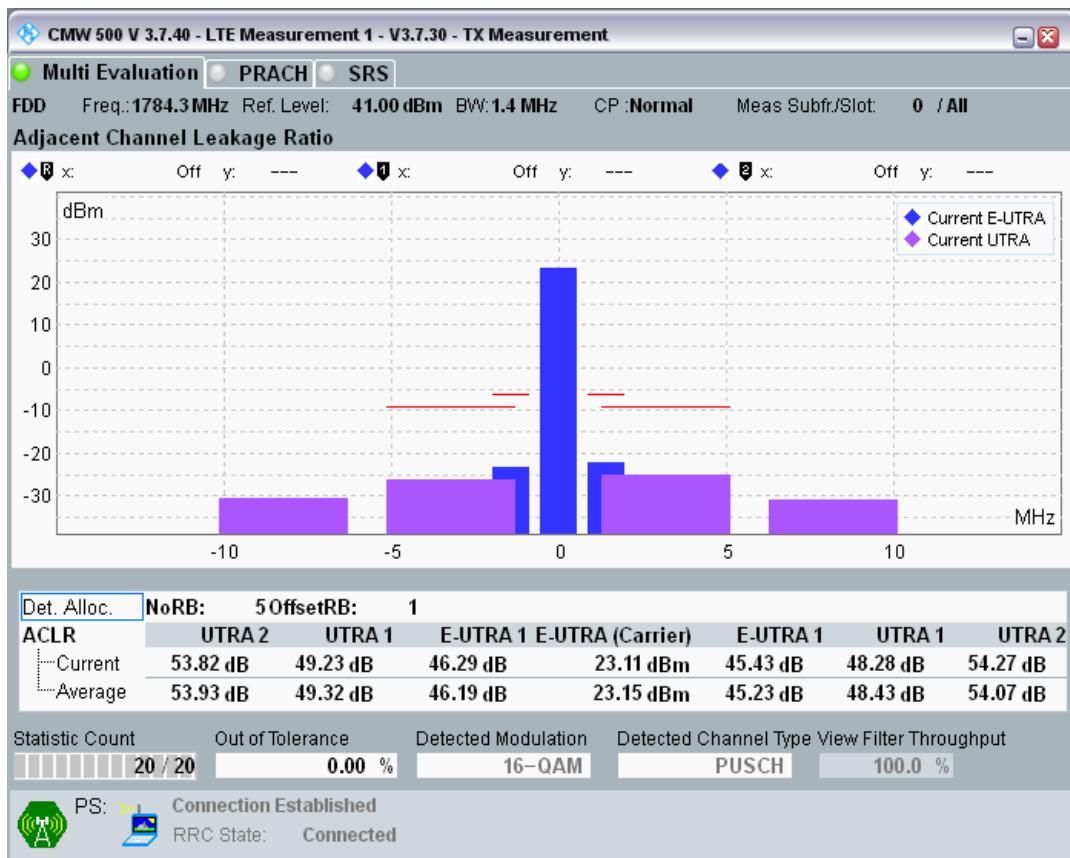 CMW 500 V 3.7.40 - LTE Measurement 1 - V3.7.30 - TX Measurement
Multi Evaluation PRACH SRS
FDD Freq.: 1784.3 MHz Ref. Level: 41.00 dBm BW: 1.4 MHz CP :Normal Meas Subfr./Slot: 0 / All
Adjacent Channel Leakage Ratio
R x: Off y: --- 1 x: Off y: --- 2 x: Off y: ---
dBm
Current E-UTRA
Current UTRA
30
20
10
0
-10
-20
-30
MHz
-10 -5 0 5 10
Det. Alloc. NoRB: 5 OffsetRB: 1
ACLR UTRA 2 UTRA 1 E-UTRA 1 E-UTRA (Carrier) E-UTRA 1 UTRA 1 UTRA 2
Current 53.82 dB 49.23 dB 46.29 dB 23.11 dBm 45.43 dB 48.28 dB 54.27 dB
Average 53.93 dB 49.32 dB 46.19 dB 23.15 dBm 45.23 dB 48.43 dB 54.07 dB
Statistic Count Out of Tolerance Detected Modulation Detected Channel Type View Filter Throughput
20 / 20 0.00 % 16-QAM PUSCH 100.0 %
PS: Connection Established
RRC State: Connected